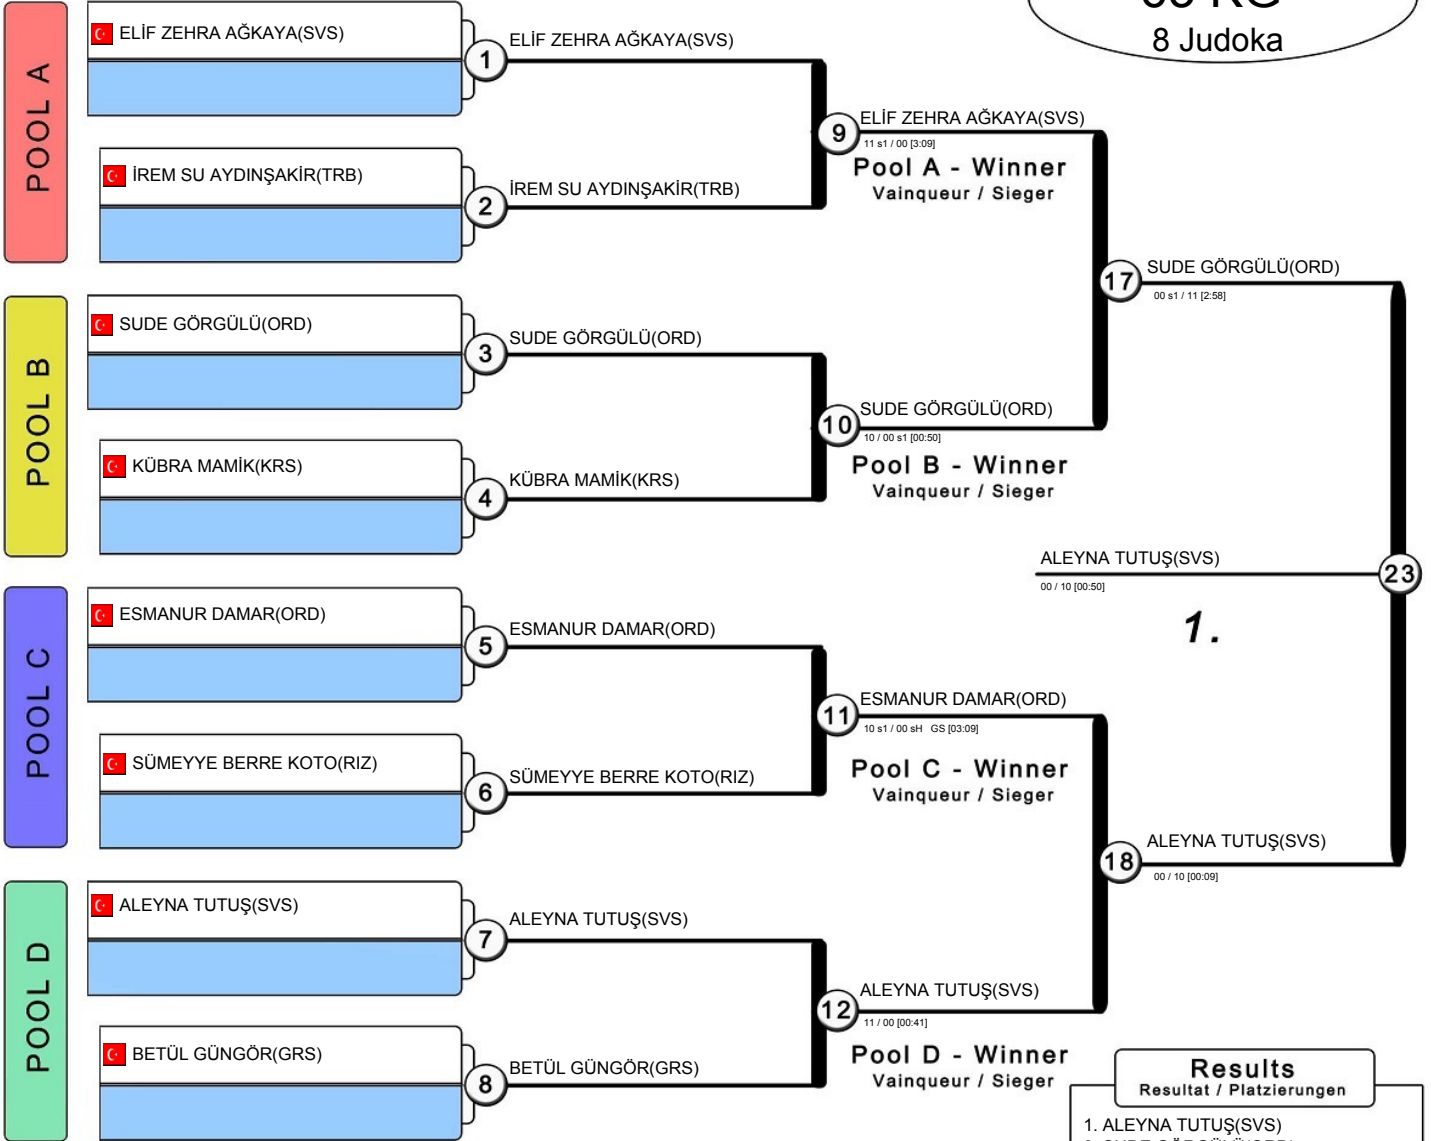 8 Judoka
POOL A
ELİF ZEHRA AĞKAYA(SVS)
1
ELİF ZEHRA AĞKAYA(SVS)
İREM SU AYDINŞAKİR(TRB)
2
İREM SU AYDINŞAKİR(TRB)
9
ELİF ZEHRA AĞKAYA(SVS)
11 s1 / 00 [3:09]
Pool A - Winner
Vainqueur / Sieger
POOL B
SUDE GÖRGÜLÜ(ORD)
3
SUDE GÖRGÜLÜ(ORD)
KÜBRA MAMİK(KRS)
4
KÜBRA MAMİK(KRS)
10
SUDE GÖRGÜLÜ(ORD)
10 / 00 s1 [00:50]
Pool B - Winner
Vainqueur / Sieger
17
SUDE GÖRGÜLÜ(ORD)
00 s1 / 11 [2:58]
ALEYNA TUTUŞ(SVS)
23
00 / 10 [00:50]
1.
POOL C
ESMANUR DAMAR(ORD)
5
ESMANUR DAMAR(ORD)
SÜMEYYE BERRE KOTO(RIZ)
6
SÜMEYYE BERRE KOTO(RIZ)
11
ESMANUR DAMAR(ORD)
10 s1 / 00 sH GS [03:09]
Pool C - Winner
Vainqueur / Sieger
POOL D
ALEYNA TUTUŞ(SVS)
7
ALEYNA TUTUŞ(SVS)
BETÜL GÜNGÖR(GRS)
8
BETÜL GÜNGÖR(GRS)
12
ALEYNA TUTUŞ(SVS)
11 / 00 [00:41]
Pool D - Winner
Vainqueur / Sieger
18
ALEYNA TUTUŞ(SVS)
00 / 10 [00:09]
Results
Resultat / Platzierungen
1. ALEYNA TUTUŞ(SVS)